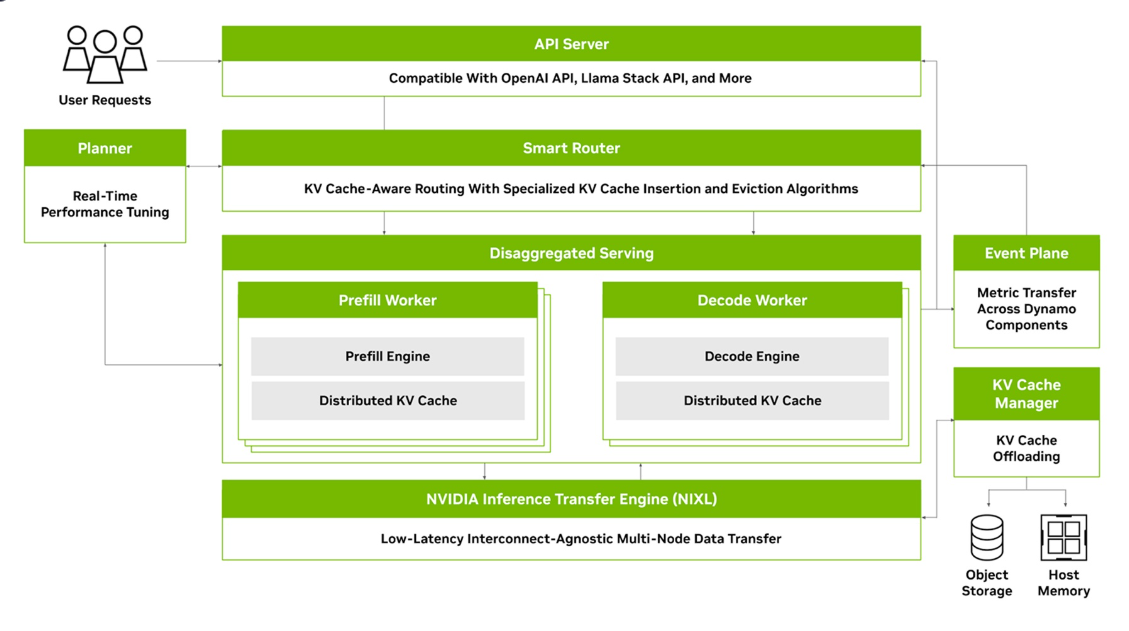 API Server
Compatible With OpenAI API, Llama Stack API, and More
User Requests
Planner
Real-Time
Performance Tuning
Smart Router
KV Cache-Aware Routing With Specialized KV Cache Insertion and Eviction Algorithms
Disaggregated Serving
Prefill Worker
Prefill Engine
Distributed KV Cache
Decode Worker
Decode Engine
Distributed KV Cache
Event Plane
Metric Transfer
Across Dynamo
Components
KV Cache
Manager
KV Cache
Offloading
NVIDIA Inference Transfer Engine (NIXL)
Low-Latency Interconnect-Agnostic Multi-Node Data Transfer
Object
Storage
Host
Memory